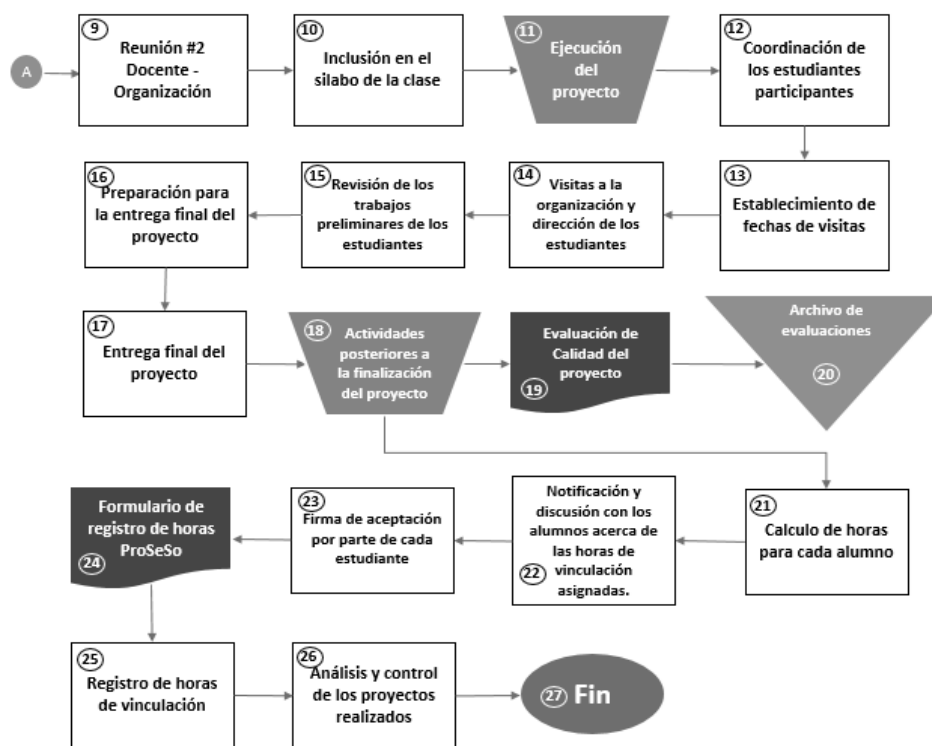 A
9
Reunión #2
Docente -
Organización
10
Inclusión en el
silabo de la clase
11
Ejecución
del
proyecto
12
Coordinación de
los estudiantes
participantes
13
Establecimiento de
fechas de visitas
14
Visitas a la
organización y
dirección de los
estudiantes
15
Revisión de los
trabajos
preliminares de los
estudiantes
16
Preparación para
la entrega final del
proyecto
17
Entrega final del
proyecto
18
Actividades
posteriores a
la finalización
del proyecto
Evaluación de
Calidad del
proyecto
19
Archivo de
evaluaciones
20
21
Calculo de horas
para cada alumno
Notificación y
discusión con los
alumnos acerca de
las horas de
22 vinculación
asignadas.
23
Firma de aceptación
por parte de cada
estudiante
Formulario de
registro de horas
ProSeSo
24
25
Registro de horas
de vinculación
26
Análisis y control
de los proyectos
realizados
27 Fin